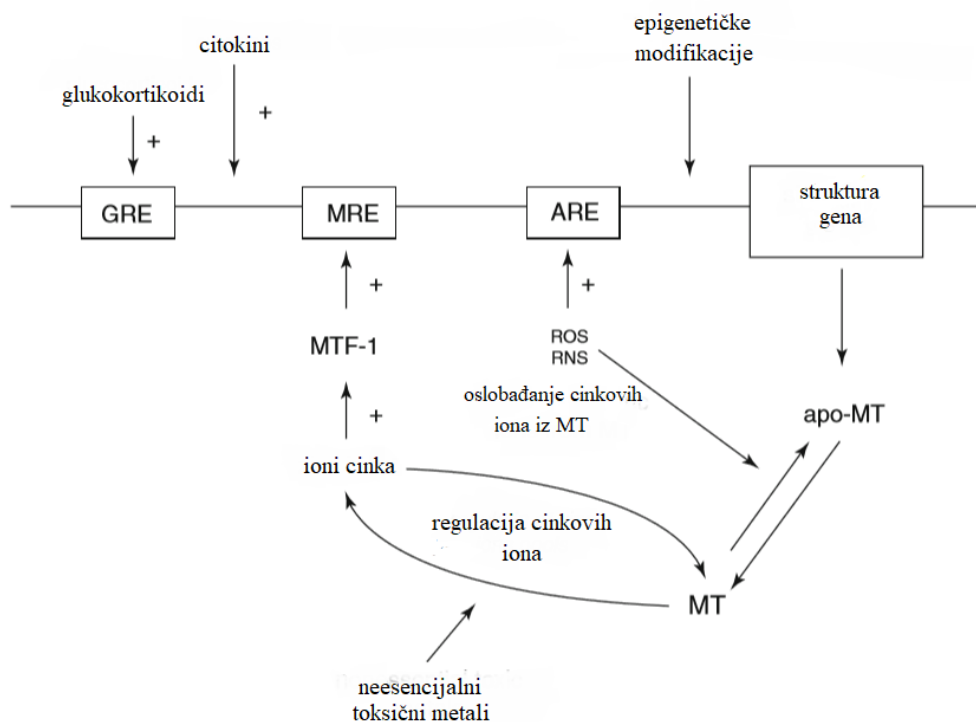 epigenetičke
modifikacije
citokini
glukokortikoidi
+
+
GRE
MRE
ARE
struktura
gena
+
+
MTF-1
ROS
RNS
+
oslobađanje cinkovih
iona iz MT
apo-MT
ioni cinka
regulacija cinkovih
iona
MT
neesencijalni
toksični metali